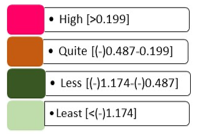 • High [>0.199]
• Quite [(-)0.487-0.199]
• Less [(-)1.174-(-)0.487]
•Least [<(-)1.174]